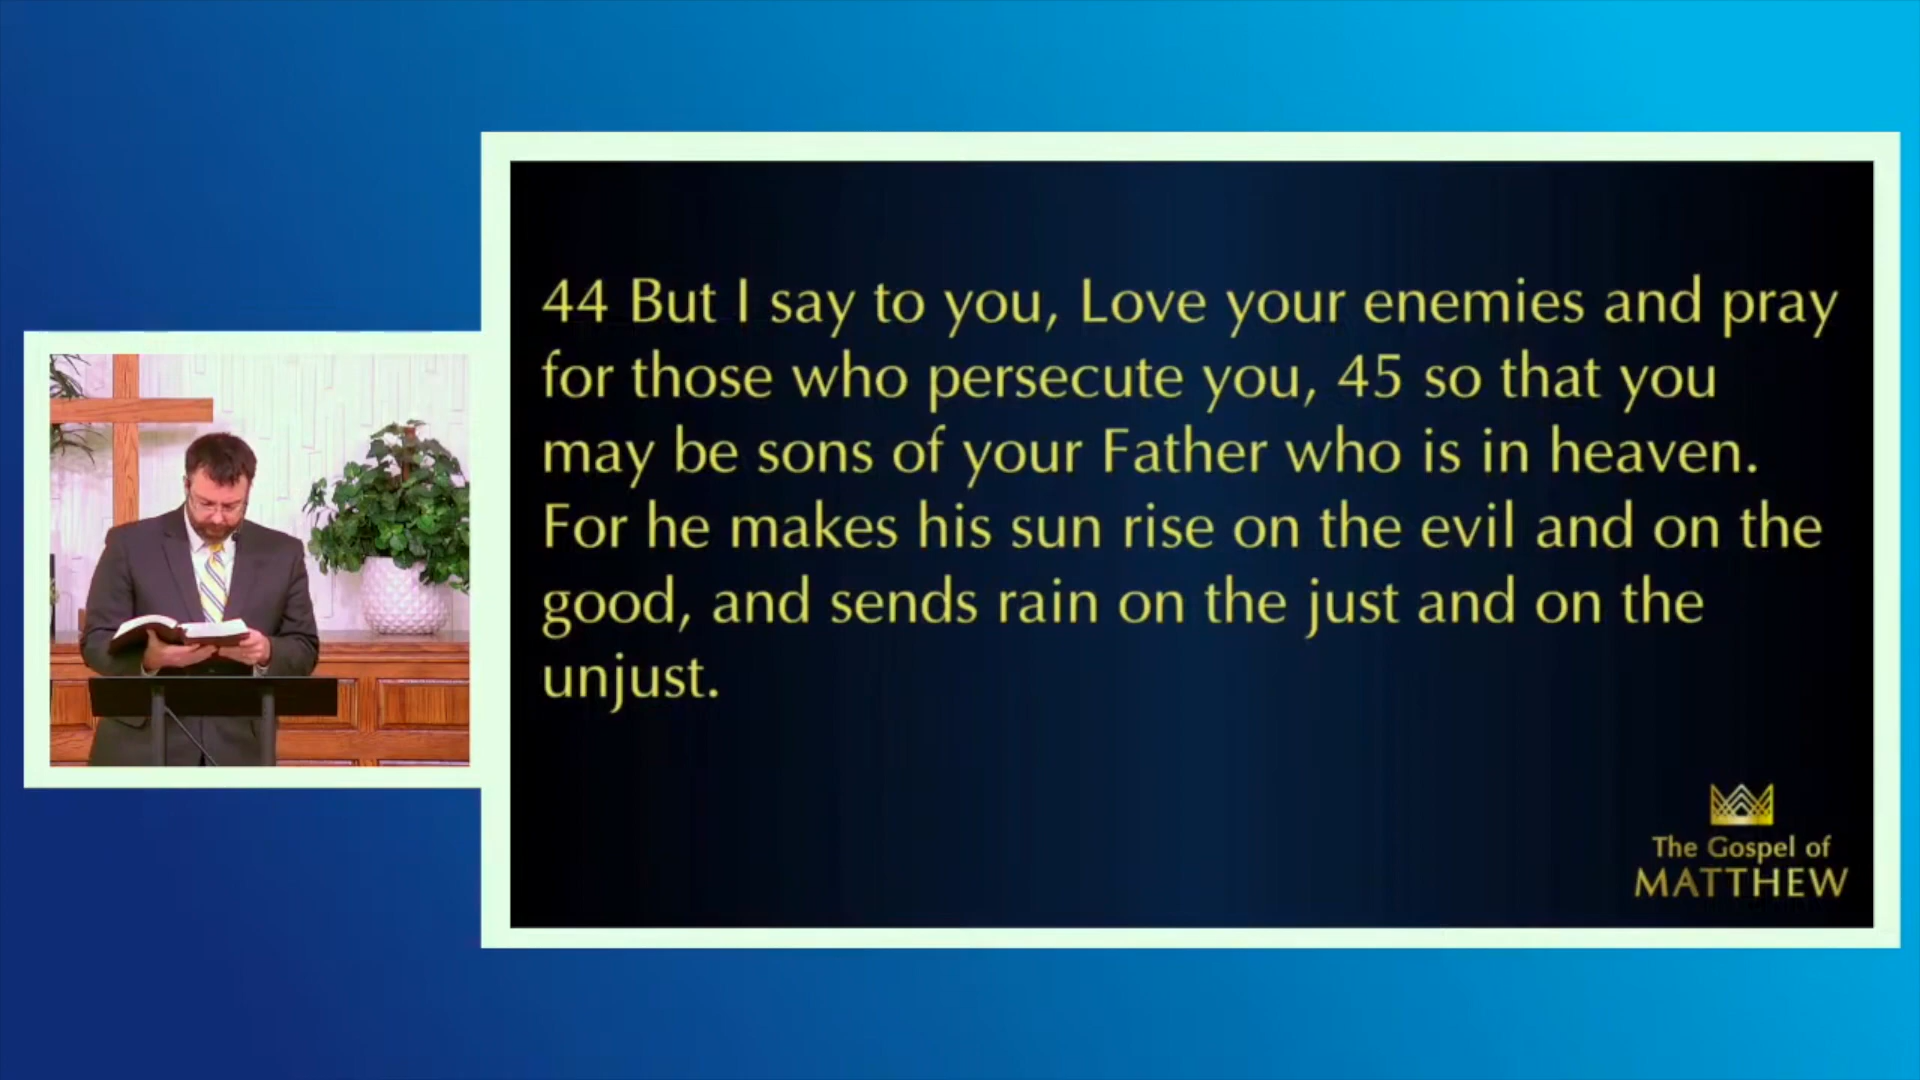 44 But I say to you, Love your enemies and pray
for those who persecute you, 45 so that you
may be sons of your Father who is in heaven.
For he makes his sun rise on the evil and on the
good, and sends rain on the just and on the
unjust.
The Gospel of
MATTHEW